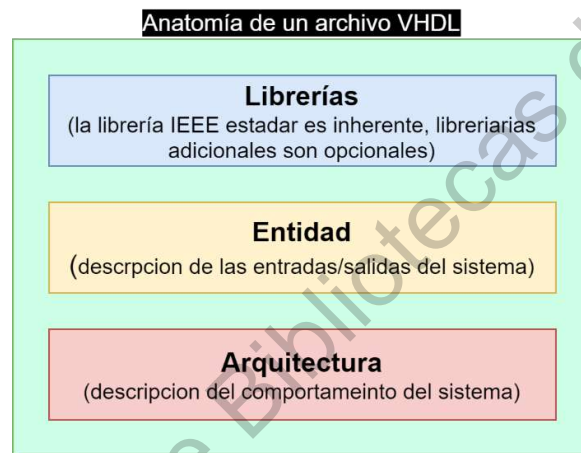 Anatomía de un archivo VHDL
Librerías
(la librería IEEE estadar es inherente, libreriarias
adicionales son opcionales)
Entidad
(descrpcion de las entradas/salidas del sistema)
Arquitectura
(descripcion del comportameinto del sistema)
Bibliotecas